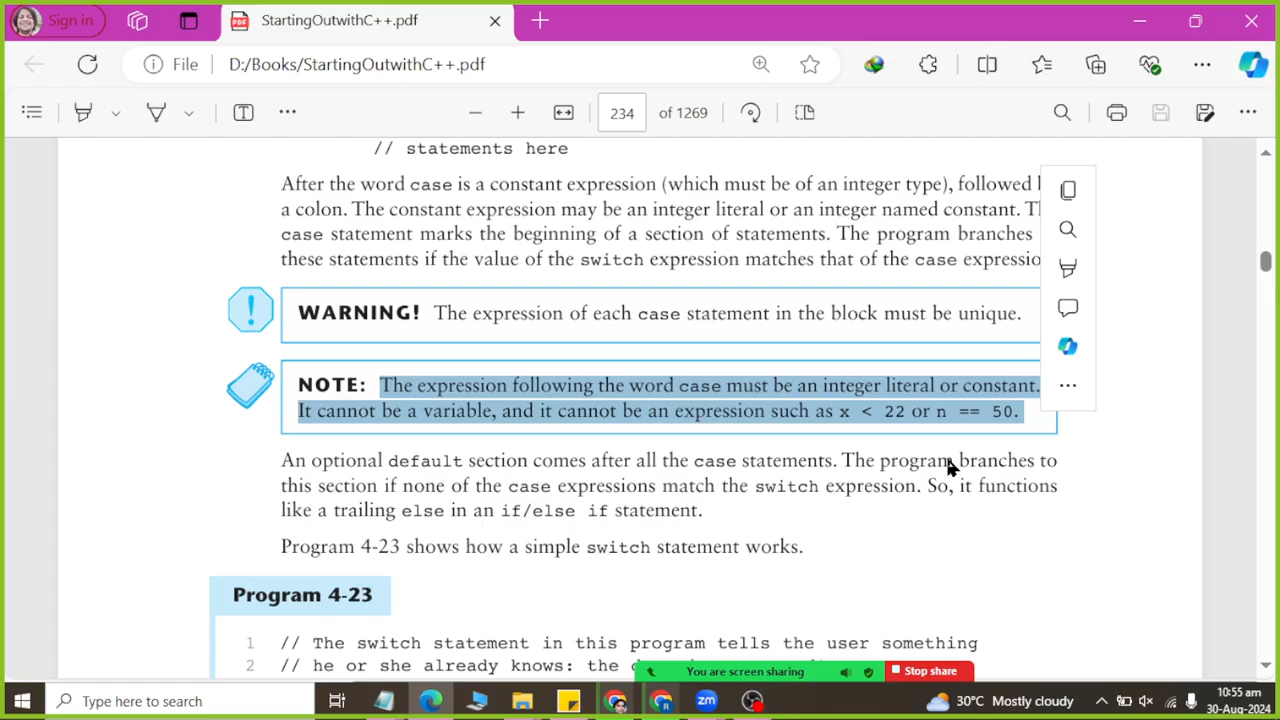 Sign in
StartingOutwithC++.pdf
File
D:/Books/StartingOutwithC++.pdf
234 of 1269
// statements here
After the word case is a constant expression (which must be of an integer type), followed
a colon. The constant expression may be an integer literal or an integer named constant.
case statement marks the beginning of a section of statements. The program branches
these statements if the value of the switch expression matches that of the case
WARNING! The expression of each case statement in the block must be unique.
NOTE: The expression following the word case must be an integer literal or constant.
It cannot be a variable, and it cannot be an expression such as x < 22 or n == 50.
An optional default section comes after all the case statements. The program branches to
this section if none of the case expressions match the switch expression. So, it functions
like a trailing else in an if/else if statement.
Program 4-23 shows how a simple switch statement works.
Program 4-23
1 // The switch statement in this program tells the user something
2 // he or she already knows: the
You are screen sharing
Stop share
Type here to search
zm
30°C Mostly cloudy
10:55 am
30-Aug-2024